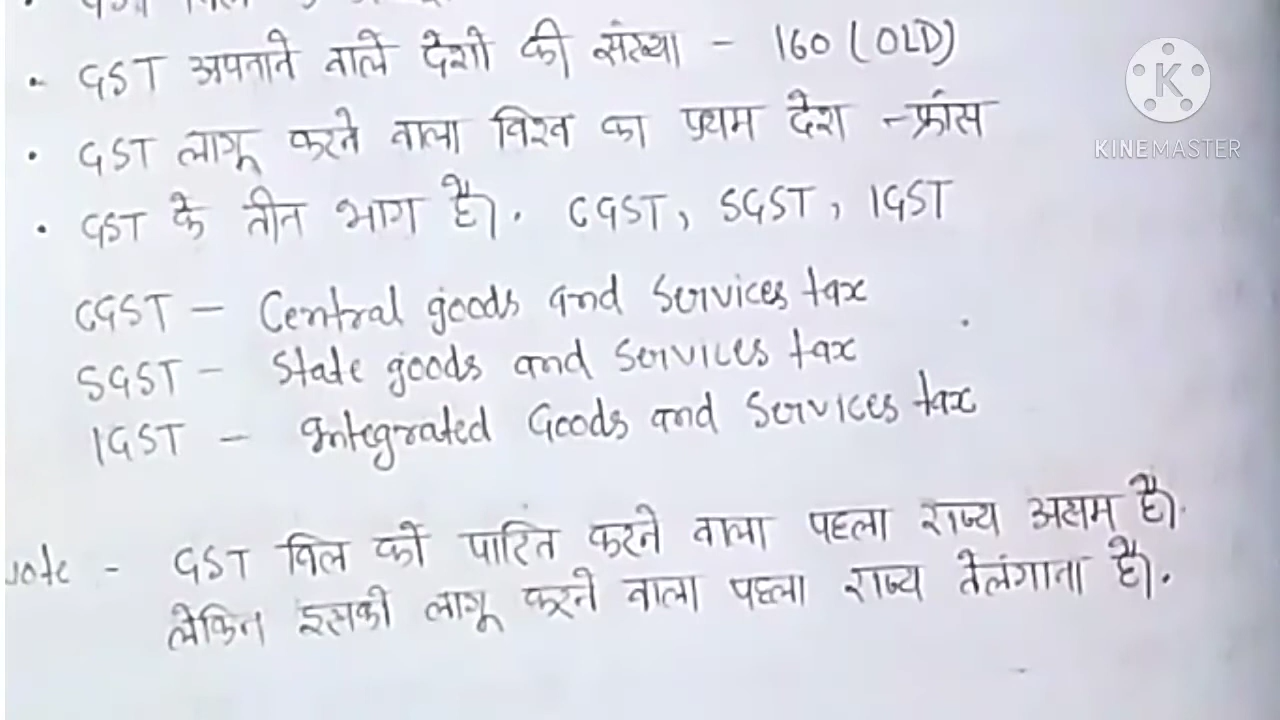 • GST अपनाने वाले देशो की संख्या - 160 (OLD)
KINEMASTER
• GST लागू करने वाला विश्व का प्रथम देश - फ्रांस
• GST के तीन भाग है। . CGST, SGST, IGST
CGST - Central goods and Services tax
SGST - State goods and Services tax
IGST - Integrated Goods and Services tax
GST विल को पारित करने वाला पहला राज्य असम है।.
लेकिन इसको लागू करने वाला पहला राज्य तेलंगाना है।.